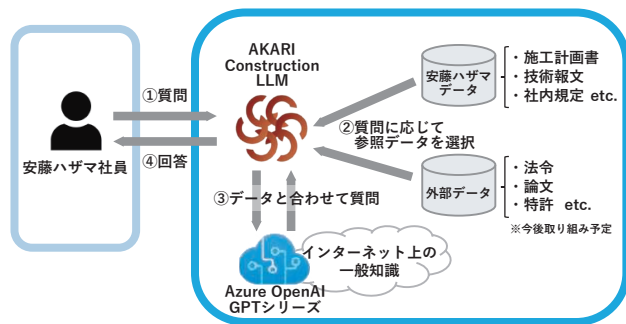 AKARI
Construction
LLM
①質問
④回答
安藤ハザマ社員
安藤ハザマ
データ
・施工計画書
・技術報文
・社内規定 etc.
②質問に応じて
参照データを選択
外部データ
・法令
・論文
・特許 etc.
※今後取り組み予定
③データと合わせて質問
インターネット上の
一般知識
Azure OpenAI
GPTシリーズ